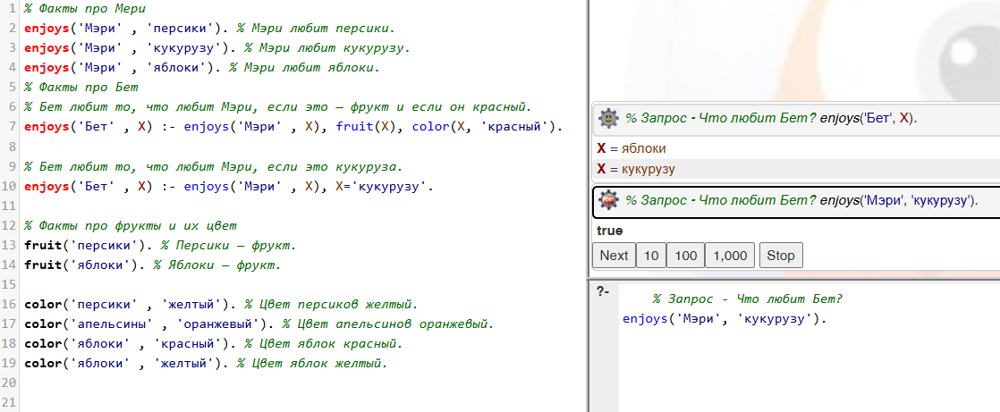 1 % Факты про Мери
2 enjoys('Мэри' , 'персики'). % Мэри любит персики.
3 enjoys('Мэри' , 'кукурузу'). % Мэри любит кукурузу.
4 enjoys('Мэри' , 'яблоки'). % Мэри любит яблоки.
5 % Факты про Бет
6 % Бет любит то, что любит Мэри, если это – фрукт и если он красный.
7 enjoys('Бет' , X) :- enjoys('Мэри' , X), fruit(X), color(X, 'красный').
8
9 % Бет любит то, что любит Мэри, если это кукуруза.
10 enjoys('Бет' , X) :- enjoys('Мэри' , X), X='кукурузу'.
11
12 % Факты про фрукты и их цвет
13 fruit('персики'). % Персики – фрукт.
14 fruit('яблоки'). % Яблоки – фрукт.
15
16 color('персики' , 'желтый'). % Цвет персиков желтый.
17 color('апельсины' , 'оранжевый'). % Цвет апельсинов оранжевый.
18 color('яблоки' , 'красный'). % Цвет яблок красный.
19 color('яблоки' , 'желтый'). % Цвет яблок желтый.
20
21
% Запрос - Что любит Бет? enjoys('Бет', X).
X = яблоки
X = кукурузу
% Запрос - Что любит Бет? enjoys('Мэри', 'кукурузу').
true
Next 10 100 1,000 Stop
?- % Запрос - Что любит Бет?
enjoys('Мэри', 'кукурузу').